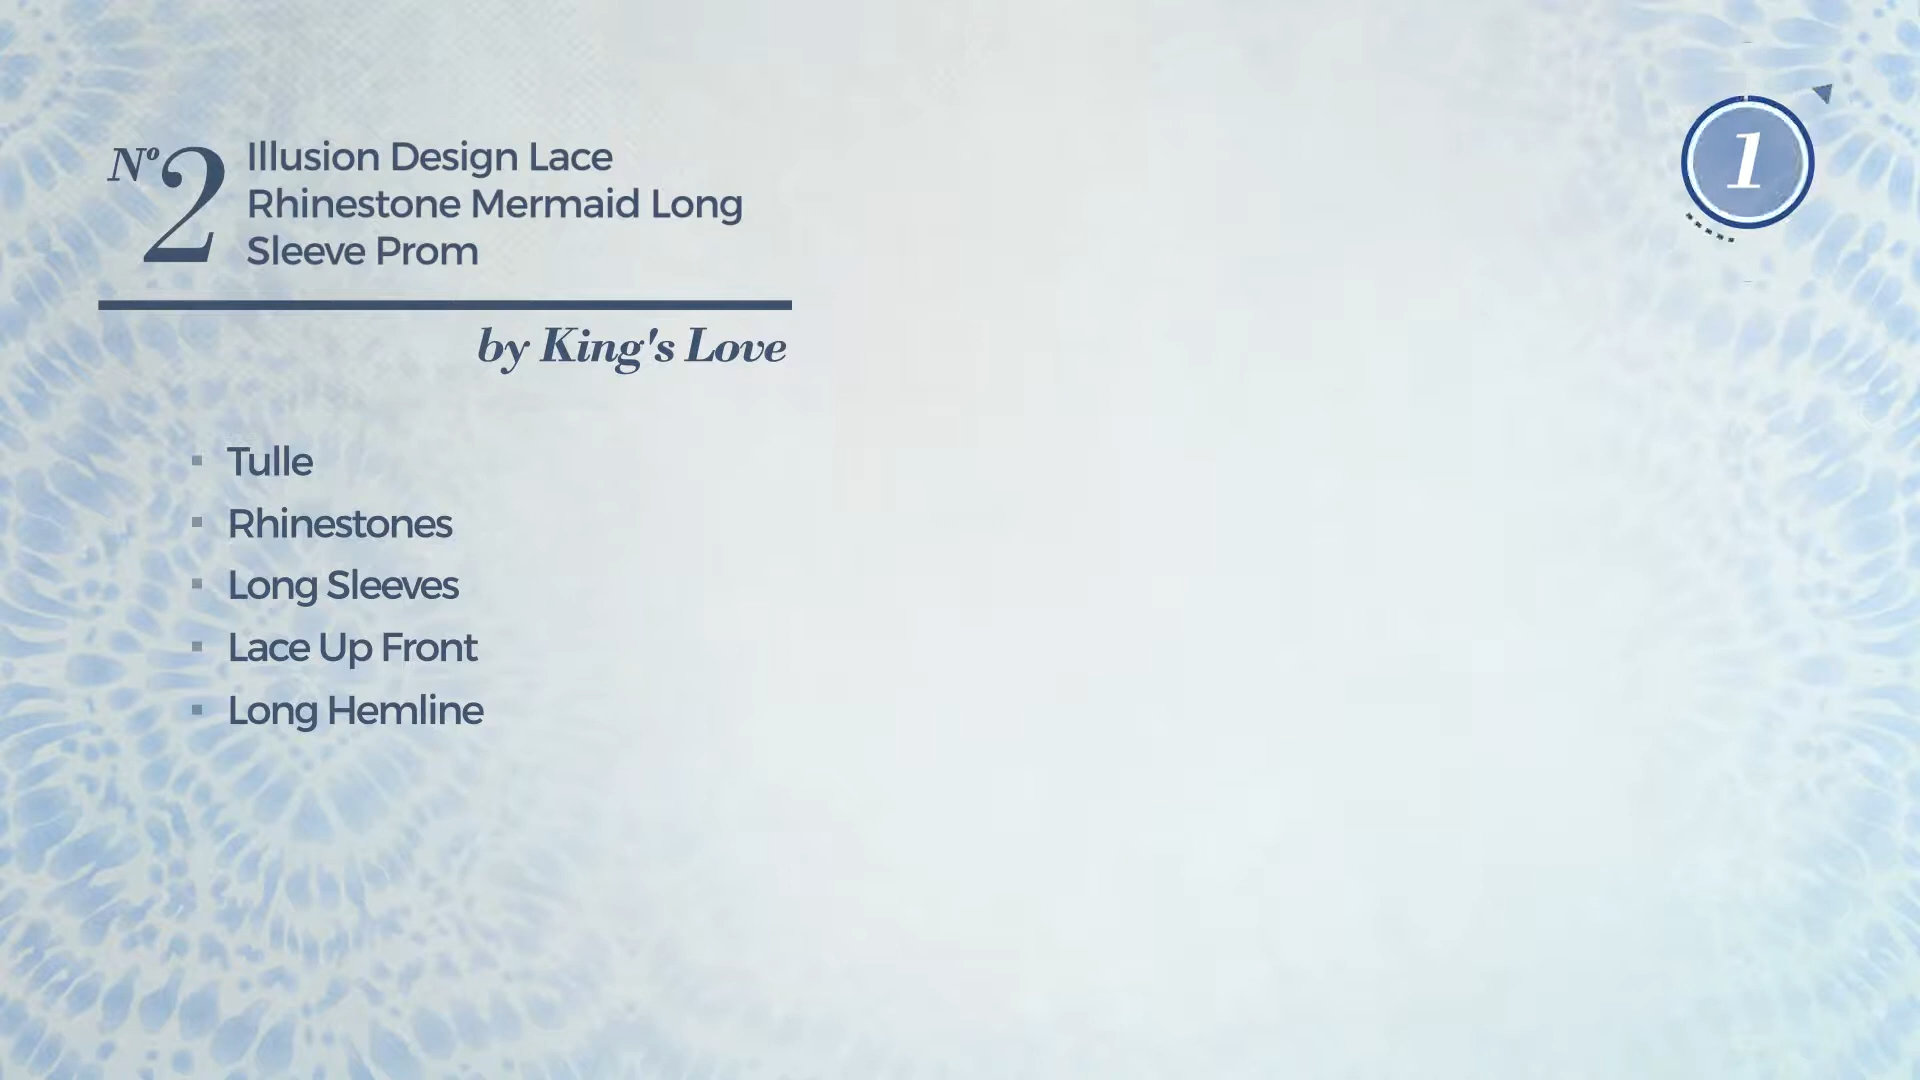 Nº2 Illusion Design Lace
Rhinestone Mermaid Long
Sleeve Prom
by King's Love
▪ Tulle
▪ Rhinestones
▪ Long Sleeves
▪ Lace Up Front
▪ Long Hemline
1